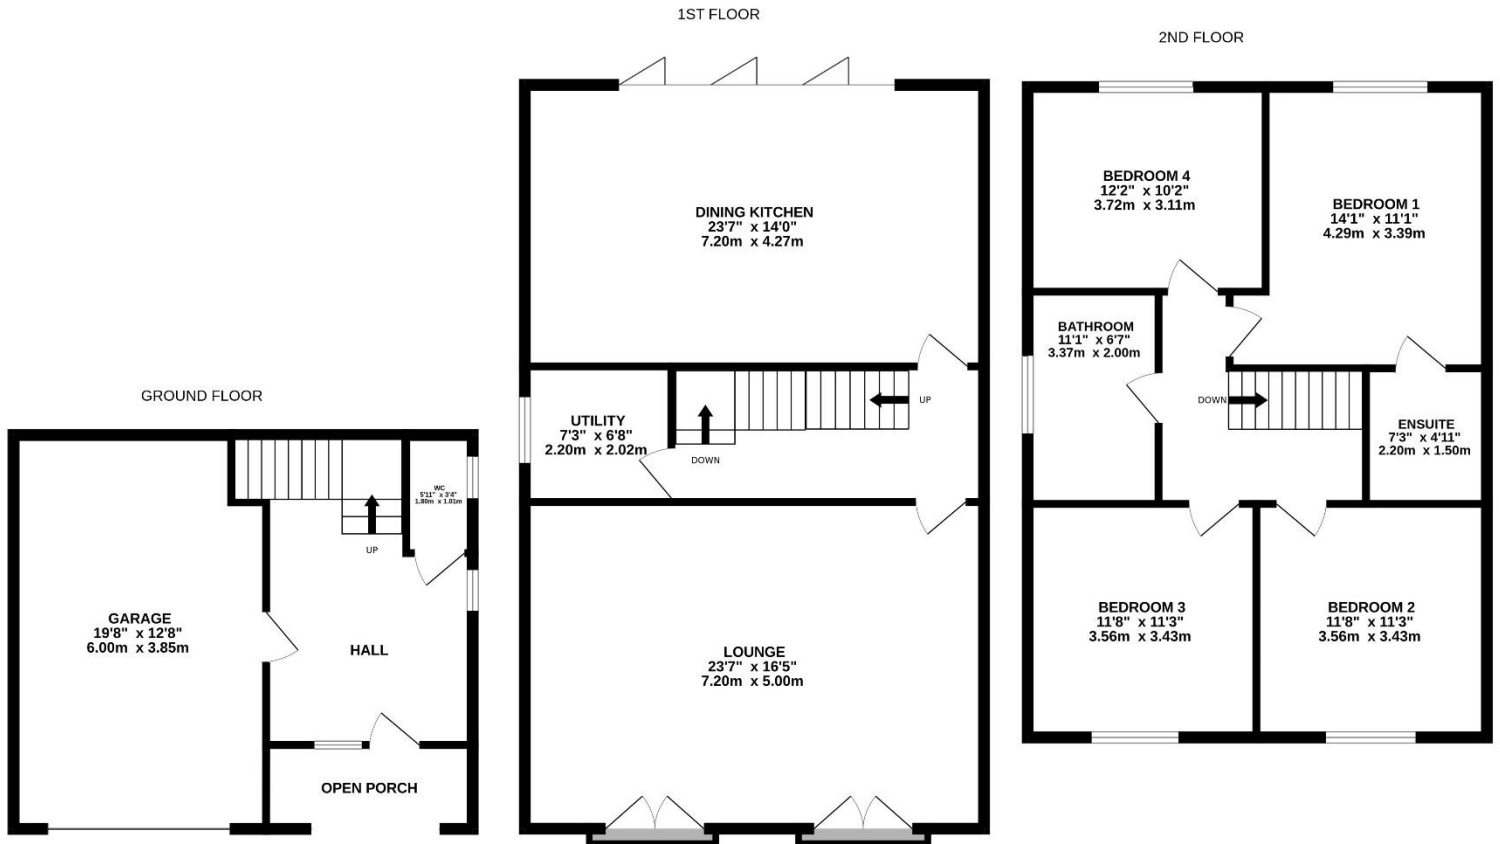 GROUND FLOOR
GARAGE
19'8" x 12'8"
6.00m x 3.85m
UP
WC
5'11" x 3'4"
1.80m x 1.01m
HALL
OPEN PORCH
1ST FLOOR
DINING KITCHEN
23'7" x 14'0"
7.20m x 4.27m
UTILITY
7'3" x 6'8"
2.20m x 2.02m
DOWN
UP
LOUNGE
23'7" x 16'5"
7.20m x 5.00m
2ND FLOOR
BEDROOM 4
12'2" x 10'2"
3.72m x 3.11m
BEDROOM 1
14'1" x 11'1"
4.29m x 3.39m
BATHROOM
11'1" x 6'7"
3.37m x 2.00m
DOWN
ENSUITE
7'3" x 4'11"
2.20m x 1.50m
BEDROOM 3
11'8" x 11'3"
3.56m x 3.43m
BEDROOM 2
11'8" x 11'3"
3.56m x 3.43m